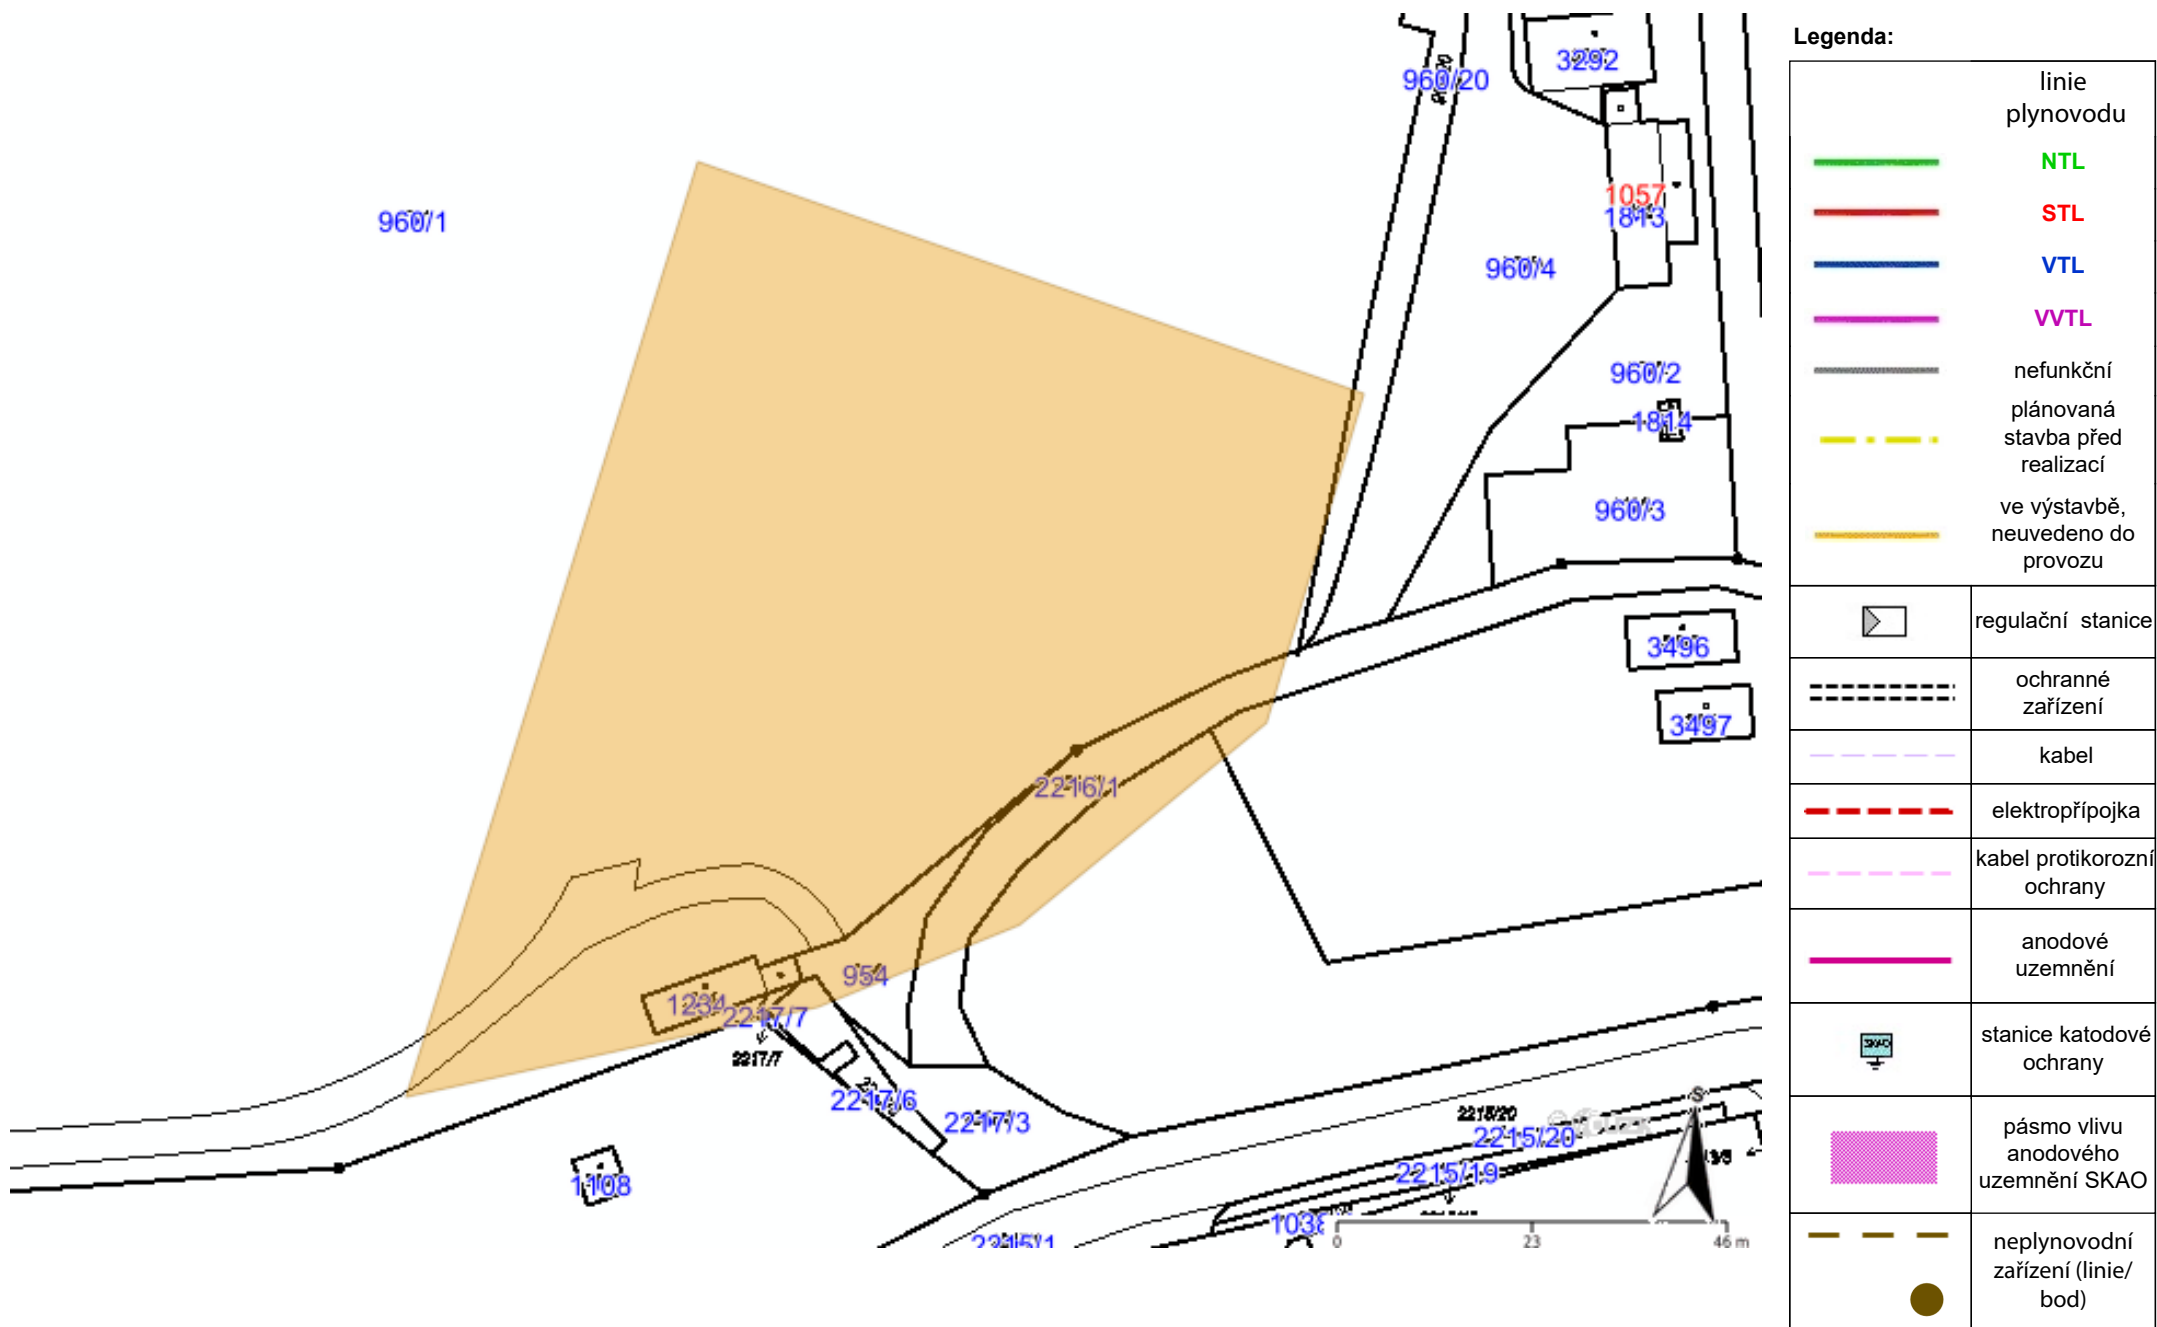 3292
960/20
1057
1813
960/1
960/4
960/2
1814
960/3
3496
3497
2216/1
954
1234
2217/7
2217/7
2217/6
2217/3
1108
2215/20
2215/20
2215/19
2215/1
S
0
23
46 m
Legenda:
linie
plynovodu
NTL
STL
VTL
VVTL
nefunkční
plánovaná
stavba před
realizací
ve výstavbě,
neuvedeno do
provozu
regulační stanice
ochranné
zařízení
kabel
elektropřípojka
kabel protikorozní
ochrany
anodové
uzemnění
SKAO
stanice katodové
ochrany
pásmo vlivu
anodového
uzemnění SKAO
neplynovodní
zařízení (linie/
bod)